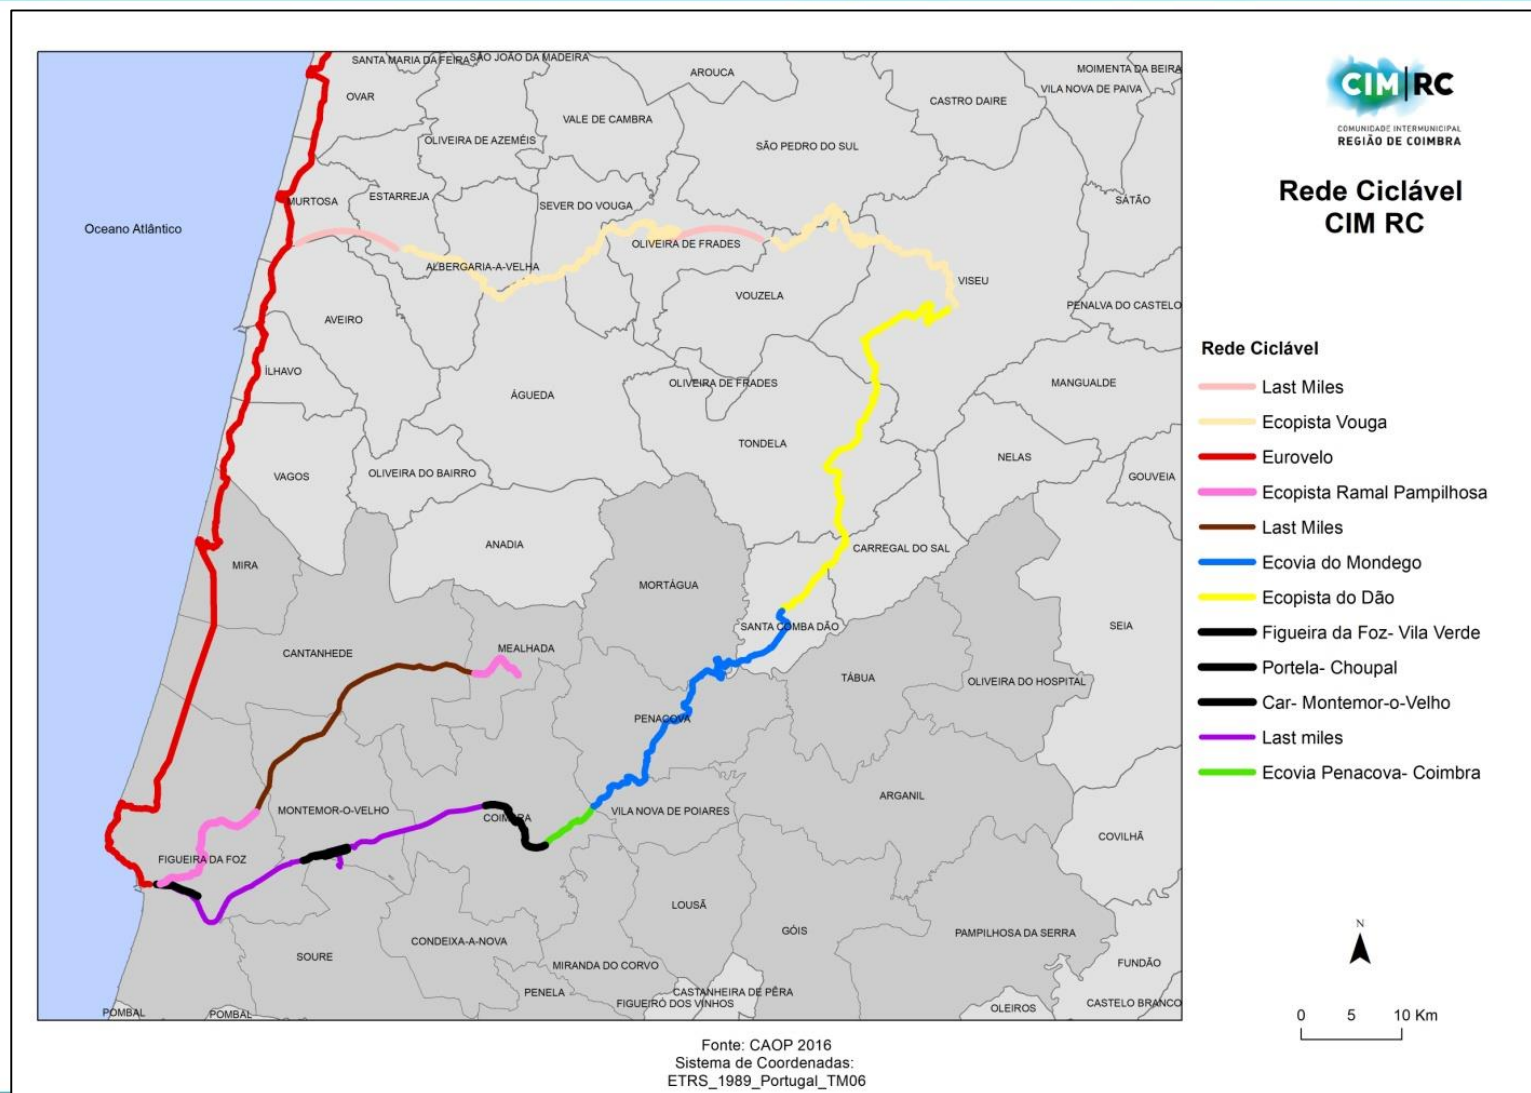 SANTA MARIA DA FEIRA
SÃO JOÃO DA MADEIRA
AROUCA
MOIMENTA DA BEIRA
OVAR
CASTRO DAIRE
VILA NOVA DE PAIVA
VALE DE CAMBRA
OLIVEIRA DE AZEMÉIS
SÃO PEDRO DO SUL
MURTOSA
ESTARREJA
SEVER DO VOUGA
SÁTÃO
Oceano Atlântico
OLIVEIRA DE FRADES
ALBERGARIA-A-VELHA
VISEU
VOUZELA
PENALVA DO CASTELO
AVEIRO
ÍLHAVO
OLIVEIRA DE FRADES
MANGUALDE
ÁGUEDA
TONDELA
NELAS
VAGOS
OLIVEIRA DO BAIRRO
GOUVEIA
ANADIA
CARREGAL DO SAL
MIRA
MORTÁGUA
SANTA COMBA DÃO
SEIA
CANTANHEDE
MEALHADA
TÁBUA
OLIVEIRA DO HOSPITAL
PENACOVA
ARGANIL
MONTEMOR-O-VELHO
COIMBRA
VILA NOVA DE POIARES
COVILHÃ
FIGUEIRA DA FOZ
LOUSÃ
GÓIS
PAMPILHOSA DA SERRA
CONDEIXA-A-NOVA
SOURE
MIRANDA DO CORVO
FUNDÃO
PENELA
CASTANHEIRA DE PÊRA
FIGUEIRÓ DOS VINHOS
CASTELO BRANCO
OLEIROS
POMBAL
POMBAL
CIM RC
COMUNIDADE INTERMUNICIPAL
REGIÃO DE COIMBRA
Rede Ciclável
CIM RC
Rede Ciclável
Last Miles
Ecopista Vouga
Eurovelo
Ecopista Ramal Pampilhosa
Last Miles
Ecovia do Mondego
Ecopista do Dão
Figueira da Foz- Vila Verde
Portela- Choupal
Car- Montemor-o-Velho
Last miles
Ecovia Penacova- Coimbra
N
0 5 10 Km
Fonte: CAOP 2016
Sistema de Coordenadas:
ETRS_1989_Portugal_TM06